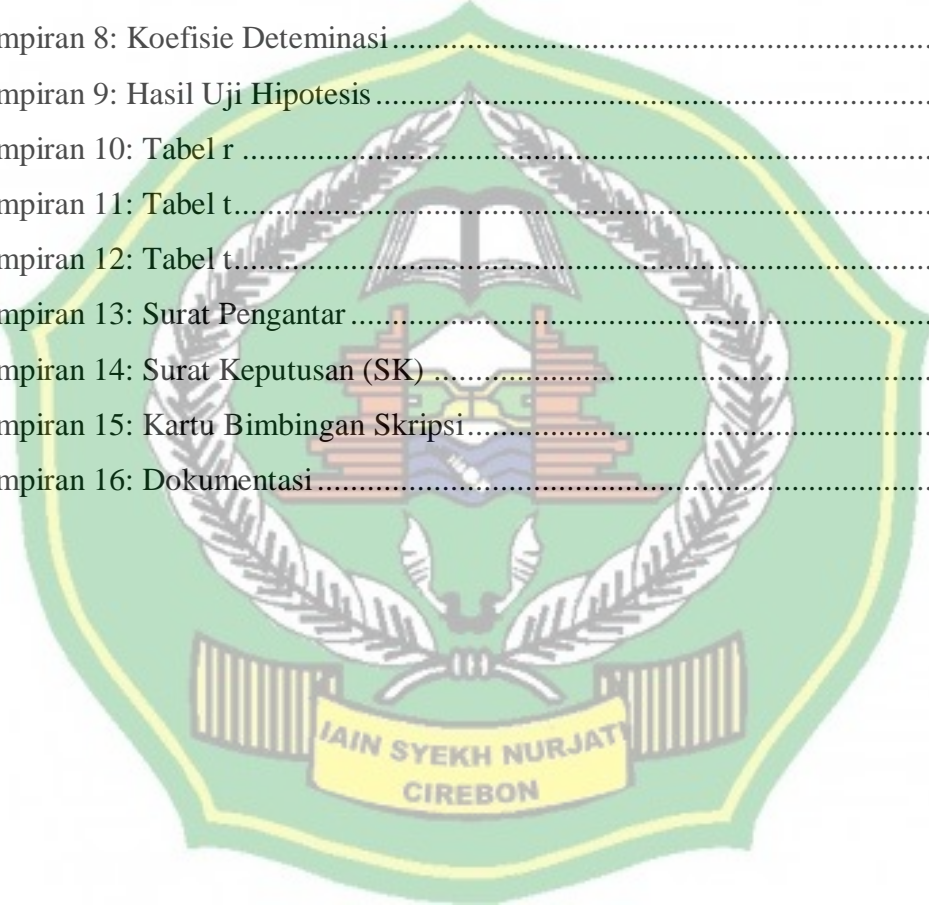 mpiran 8: Koefisie Deteminasi....................................................................
mpiran 9: Hasil Uji Hipotesis......................................................................
mpiran 10: Tabel r ......................................................................................
mpiran 11: Tabel t.......................................................................................
mpiran 12: Tabel t.......................................................................................
mpiran 13: Surat Pengantar.........................................................................
mpiran 14: Surat Keputusan (SK) ...............................................................
mpiran 15: Kartu Bimbingan Skripsi...........................................................
mpiran 16: Dokumentasi.............................................................................
IAIN SYEKH NURJATI
CIREBON